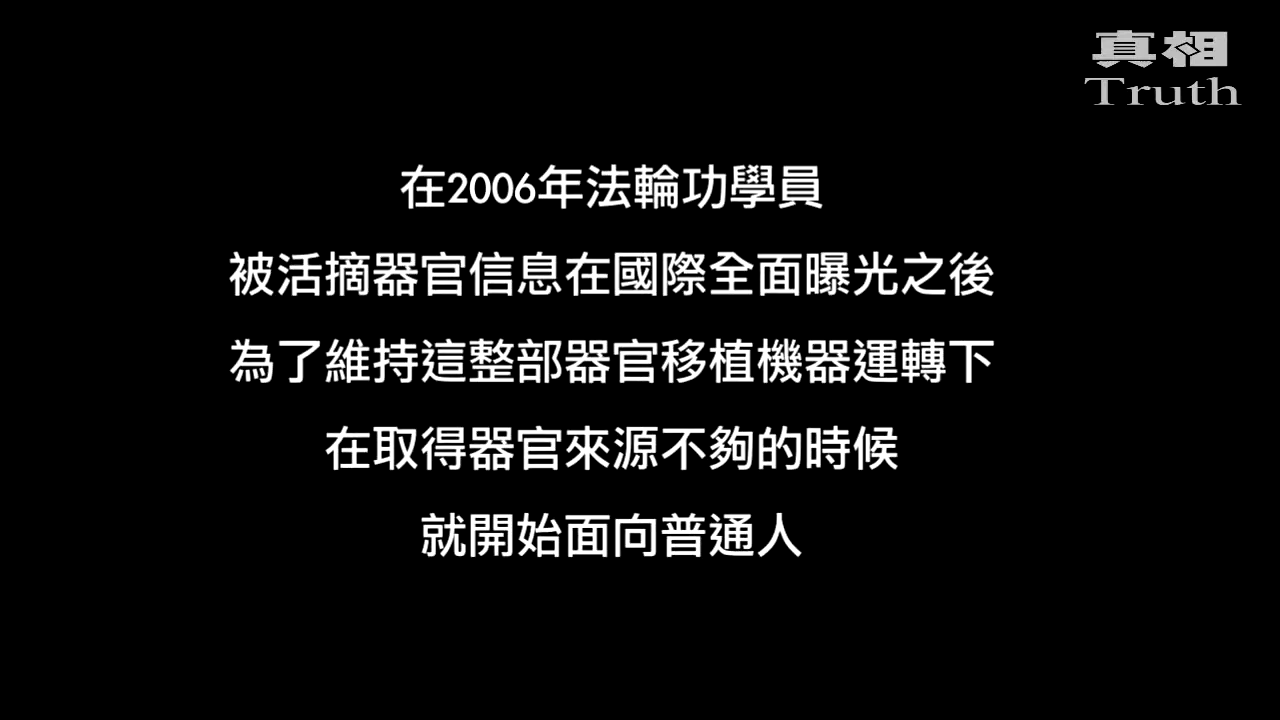 真相
Truth
在2006年法輪功學員
被活摘器官信息在國際全面曝光之後
為了維持這整部器官移植機器運轉下
在取得器官來源不夠的時候
就開始面向普通人